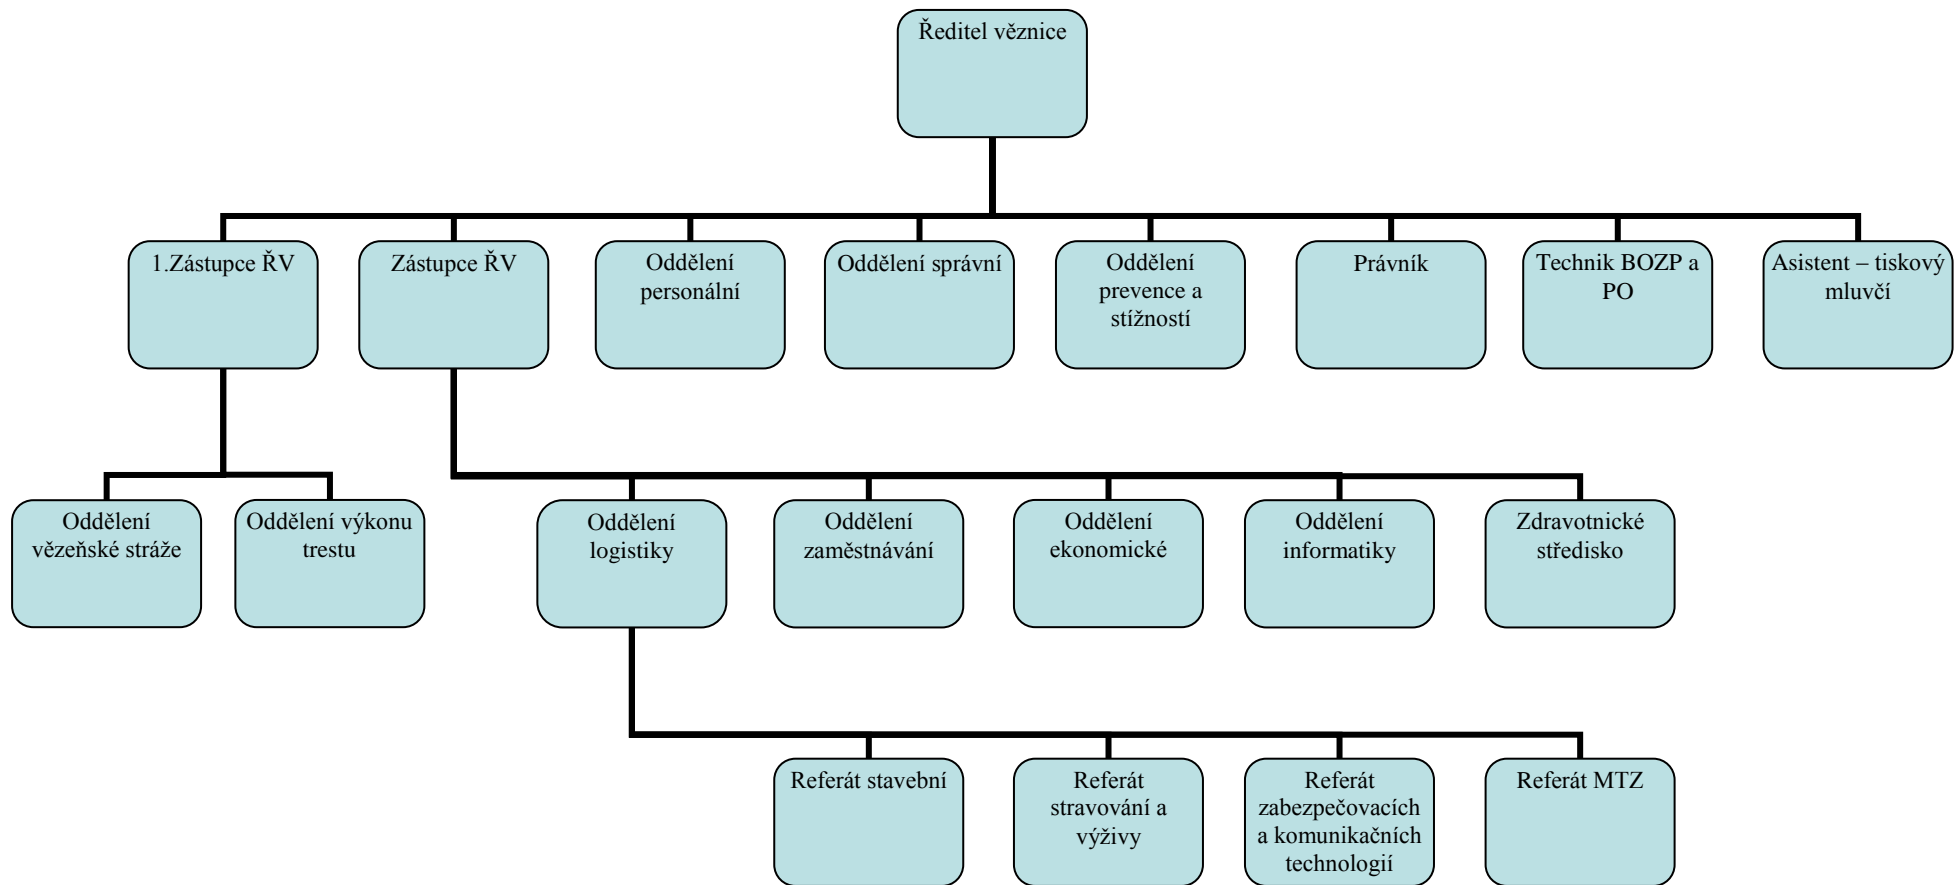 Ředitel věznice
1.Zástupce ŘV
Zástupce ŘV
Oddělení
personální
Oddělení správní
Oddělení
prevence a
stížností
Právník
Technik BOZP a
PO
Asistent – tiskový
mluvčí
Oddělení
vězeňské stráže
Oddělení výkonu
trestu
Oddělení
logistiky
Oddělení
zaměstnávání
Oddělení
ekonomické
Oddělení
informatiky
Zdravotnické
středisko
Referát stavební
Referát
stravování a
výživy
Referát
zabezpečovacích
a komunikačních
technologií
Referát MTZ